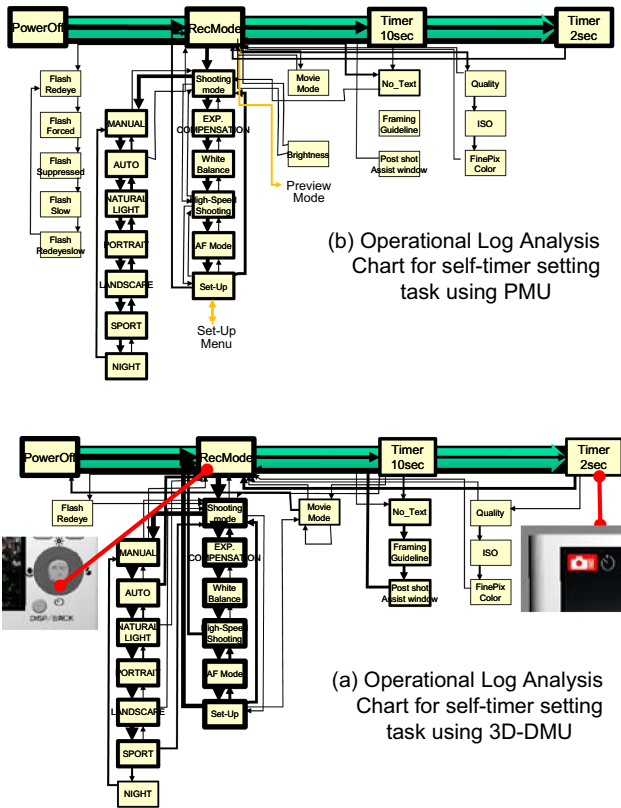 PowerOff
RecMode
Timer
10sec
Timer
2sec
Flash
Redeye
Flash
Forced
Flash
Suppressed
Flash
Slow
Flash
Redeyeslow
MANUAL
AUTO
NATURAL
LIGHT
PORTRAIT
LANDSCAPE
SPORT
NIGHT
Shooting
mode
EXP.
COMPENSATION
White
Balance
High-Speed
Shooting
AF Mode
Set-Up
Set-Up
Menu
Movie
Mode
Brightness
Preview
Mode
No_Text
Framing
Guideline
Post shot
Assist window
Quality
ISO
FinePix
Color
(b) Operational Log Analysis
Chart for self-timer setting
task using PMU
PowerOff
RecMode
Timer
10sec
Timer
2sec
Flash
Redeye
MANUAL
AUTO
NATURAL
LIGHT
PORTRAIT
LANDSCAPE
SPORT
NIGHT
Shooting
mode
EXP.
COMPENSATION
White
Balance
High-Speed
Shooting
AF Mode
Set-Up
Movie
Mode
No_Text
Framing
Guideline
Post shot
Assist window
Quality
ISO
FinePix
Color
DISP/BACK
(a) Operational Log Analysis
Chart for self-timer setting
task using 3D-DMU